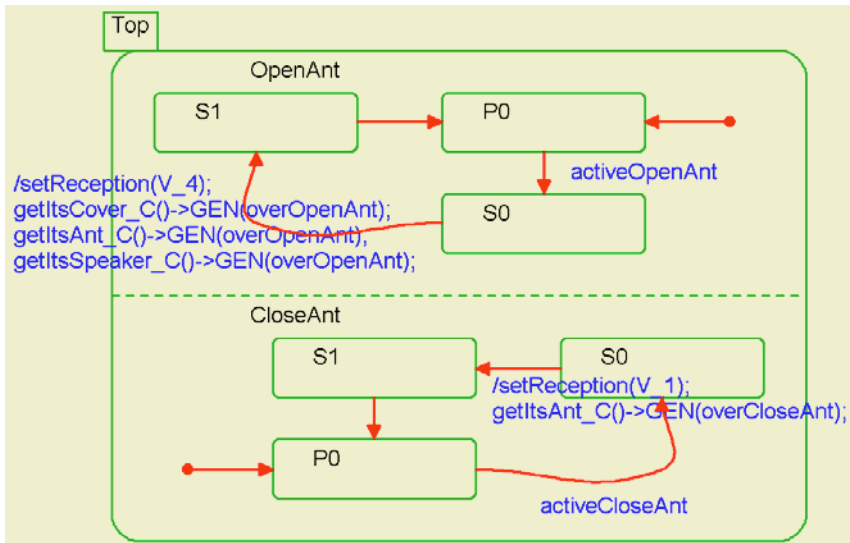 Top
OpenAnt
S1
P0
activeOpenAnt
/setReception(V_4);
getItsCover_C()->GEN(overOpenAnt);
getItsAnt_C()->GEN(overOpenAnt),
getItsSpeaker_C()->GEN(overOpenAnt);
S0
CloseAnt
S1
S0
/setReception(V_1);
getItsAnt_C()->GEN(overCloseAnt);
P0
activeCloseAnt